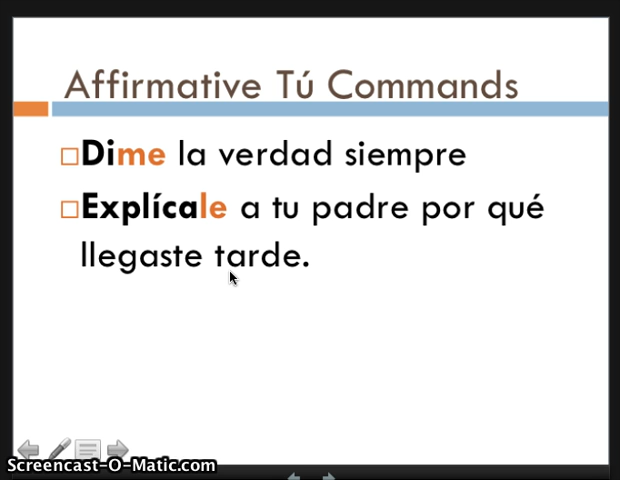 Affirmative Tú Commands
Dime la verdad siempre
Explícale a tu padre por qué
llegaste tarde.
Screencast-O-Matic.com